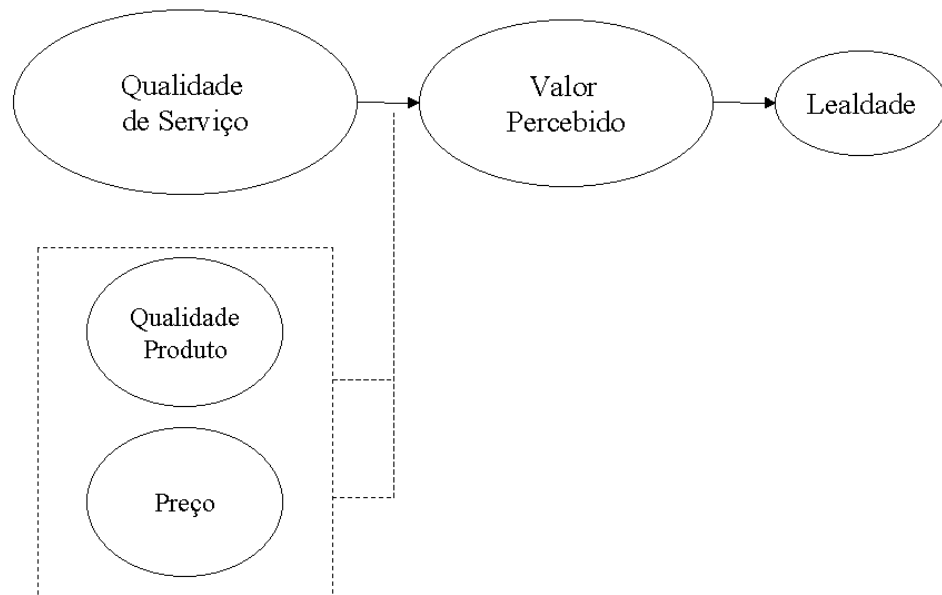 Qualidade
de Serviço
Valor
Percebido
Lealdade
Qualidade
Produto
Preço